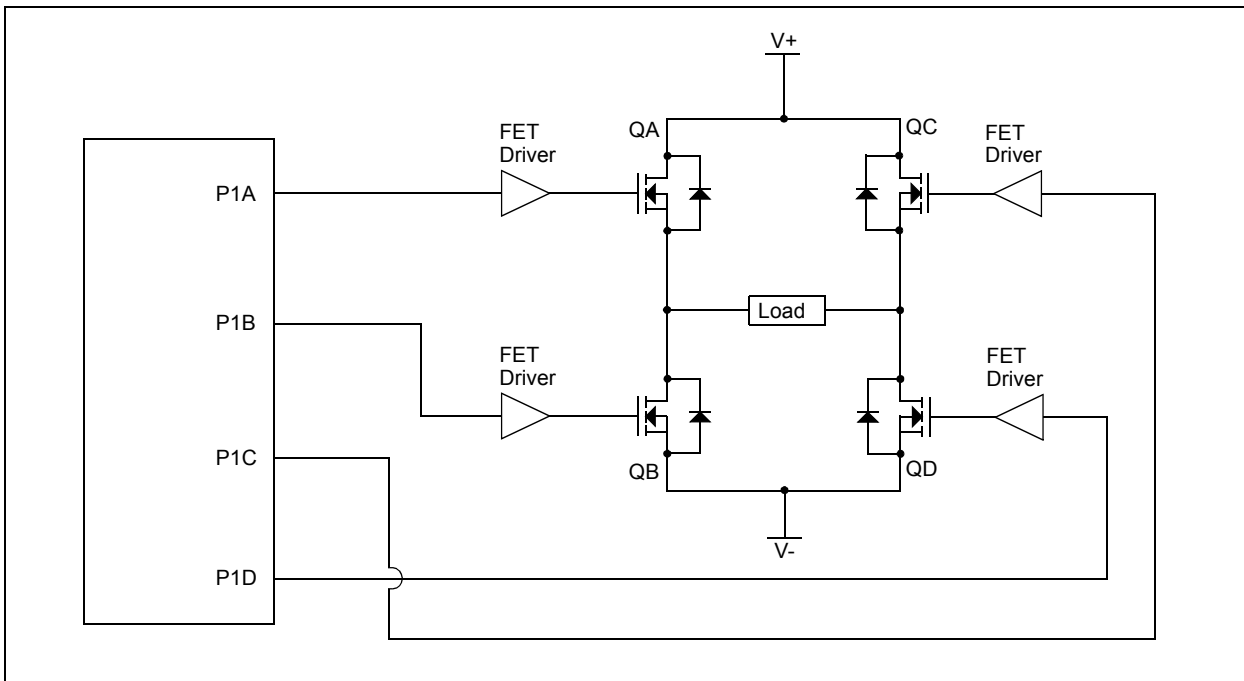 V+
QA
QC
FET
Driver
FET
Driver
P1A
Load
P1B
FET
Driver
FET
Driver
P1C
QB
QD
V-
P1D